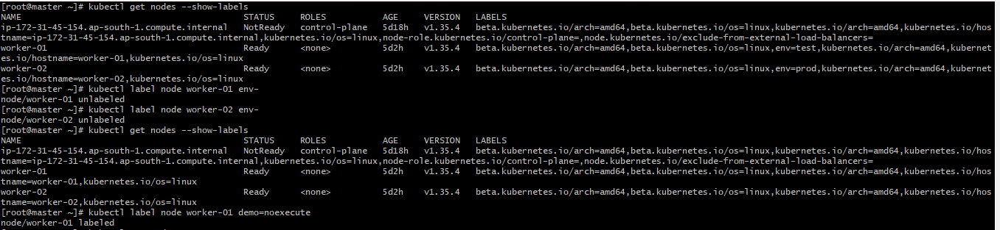 [root@master ~]# kubectl get nodes --show-labels
NAME STATUS ROLES AGE VERSION LABELS
ip-172-31-45-154.ap-south-1.compute.internal NotReady control-plane 5d18h v1.35.4 beta.kubernetes.io/arch=amd64,beta.kubernetes.io/os=linux,kubernetes.io/arch=amd64,kubernetes.io/hos
tname=ip-172-31-45-154.ap-south-1.compute.internal,kubernetes.io/os=linux,node-role.kubernetes.io/control-plane=,node.kubernetes.io/exclude-from-external-load-balancers=
worker-01 Ready <none> 5d2h v1.35.4 beta.kubernetes.io/arch=amd64,beta.kubernetes.io/os=linux,env=test,kubernetes.io/arch=amd64,kubernet
es.io/hostname=worker-01,kubernetes.io/os=linux
worker-02 Ready <none> 5d2h v1.35.4 beta.kubernetes.io/arch=amd64,beta.kubernetes.io/os=linux,env=prod,kubernetes.io/arch=amd64,kubernet
es.io/hostname=worker-02,kubernetes.io/os=linux
[root@master ~]# kubectl label node worker-01 env-
node/worker-01 unlabeled
[root@master ~]# kubectl label node worker-02 env-
node/worker-02 unlabeled
[root@master ~]# kubectl get nodes --show-labels
NAME STATUS ROLES AGE VERSION LABELS
ip-172-31-45-154.ap-south-1.compute.internal NotReady control-plane 5d18h v1.35.4 beta.kubernetes.io/arch=amd64,beta.kubernetes.io/os=linux,kubernetes.io/arch=amd64,kubernetes.io/hos
tname=ip-172-31-45-154.ap-south-1.compute.internal,kubernetes.io/os=linux,node-role.kubernetes.io/control-plane=,node.kubernetes.io/exclude-from-external-load-balancers=
worker-01 Ready <none> 5d2h v1.35.4 beta.kubernetes.io/arch=amd64,beta.kubernetes.io/os=linux,kubernetes.io/arch=amd64,kubernetes.io/hos
tname=worker-01,kubernetes.io/os=linux
worker-02 Ready <none> 5d2h v1.35.4 beta.kubernetes.io/arch=amd64,beta.kubernetes.io/os=linux,kubernetes.io/arch=amd64,kubernetes.io/hos
tname=worker-02,kubernetes.io/os=linux
[root@master ~]# kubectl label node worker-01 demo=noexecute
node/worker-01 labeled